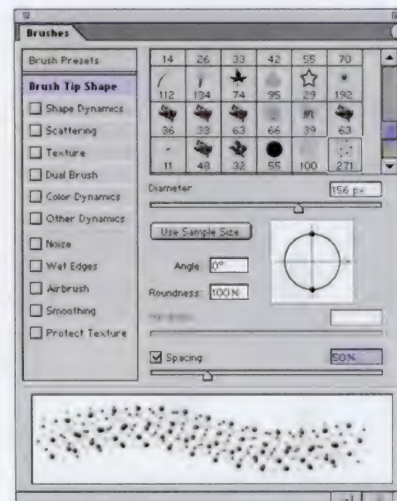 Brushes
Brush Presets
Brush Tip Shape
Shape Dynamics
Scattering
Texture
Dual Brush
Color Dynamics
Other Dynamics
Noise
Wet Edges
Airbrush
Smoothing
Protect Texture
14 26 33 42 55 70
112 134 74 95 29 192
36 33 63 66 39 63
11 48 32 55 100 271
Diameter 156 px
Use Sample Size
Angle: 0°
Roundness: 100%
Spacing 50%